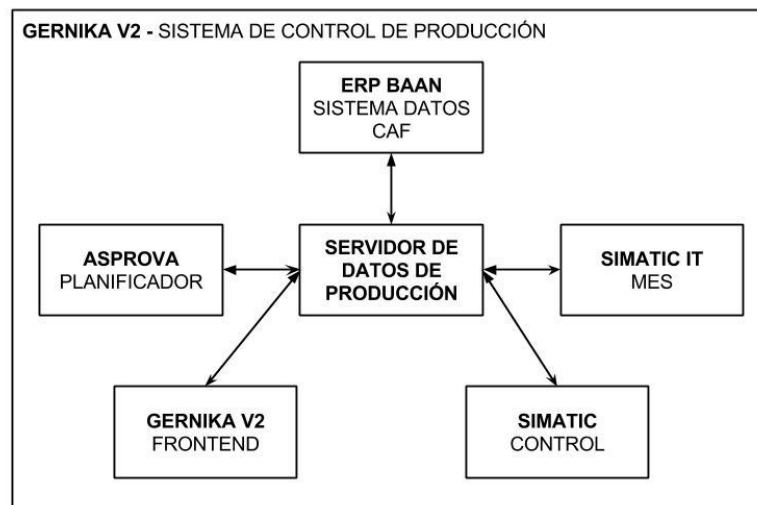 GERNIKA V2 - SISTEMA DE CONTROL DE PRODUCCIÓN
ERP BAAN
SISTEMA DATOS
CAF
ASPROVA
PLANIFICADOR
SERVIDOR DE
DATOS DE
PRODUCCIÓN
SIMATIC IT
MES
GERNIKA V2
FRONTEND
SIMATIC
CONTROL